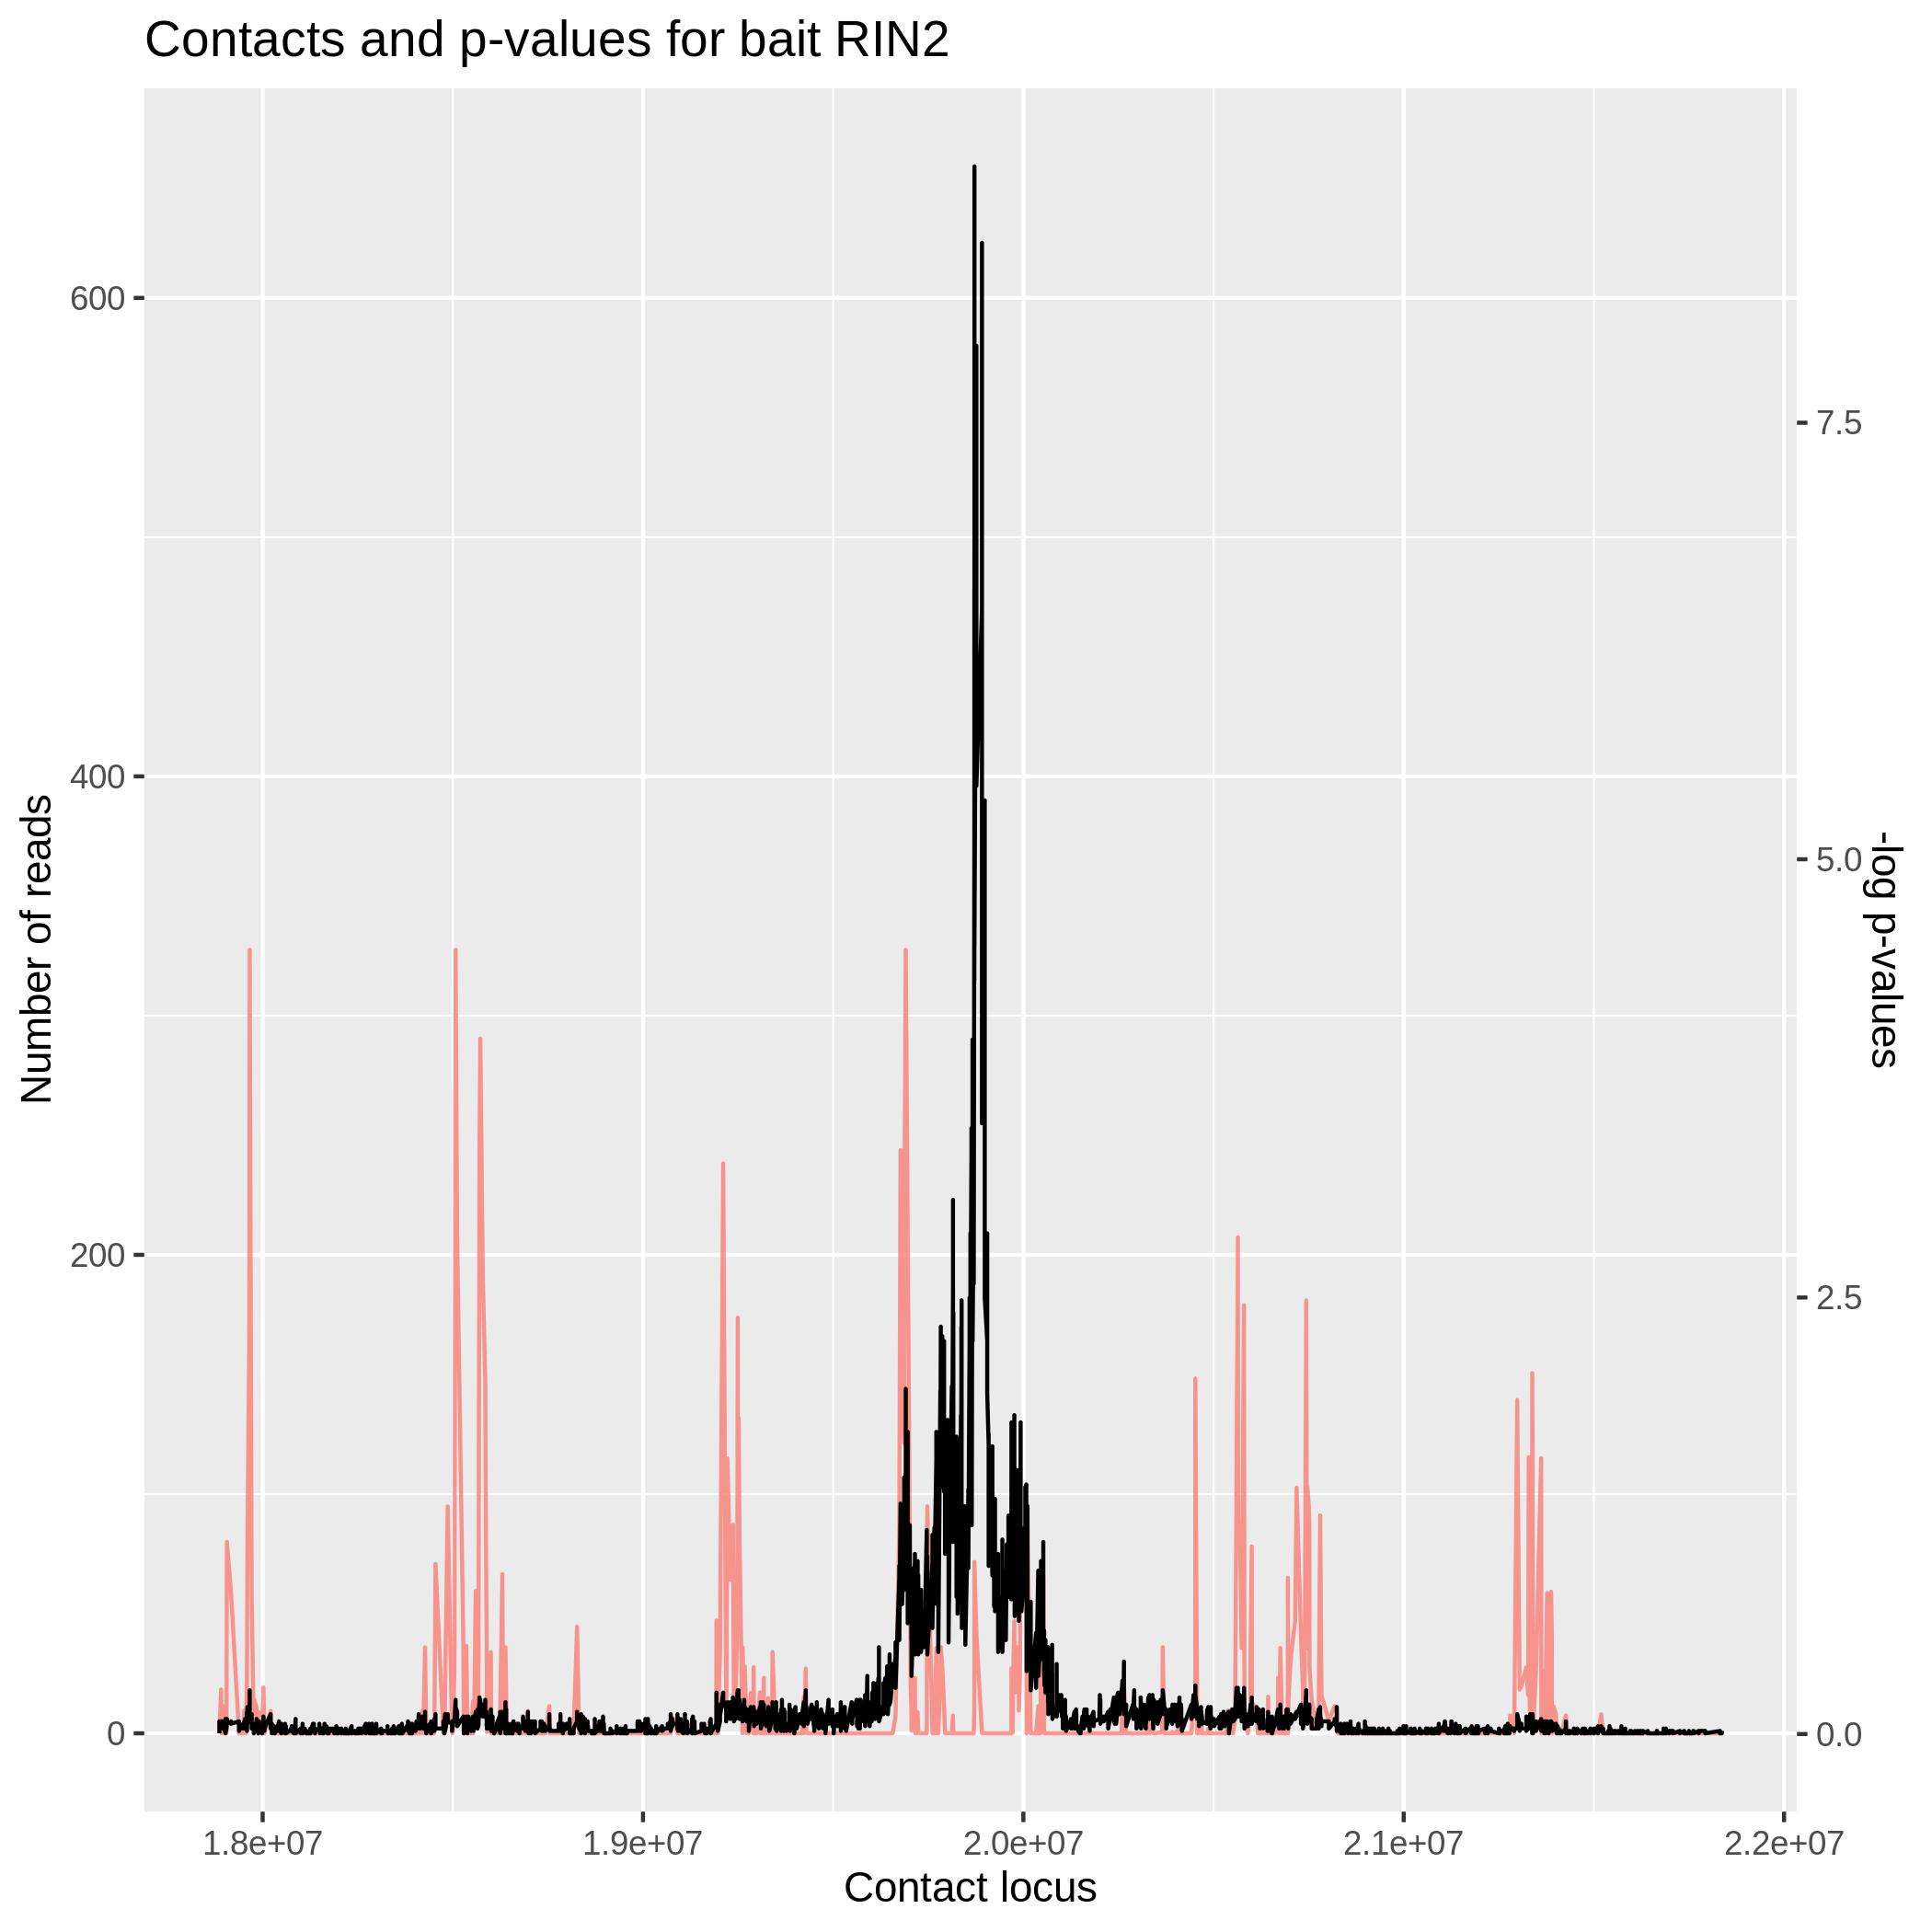 Contacts and p-values for bait RIN2
600
400
200
0
7.5
5.0
2.5
0.0
Number of reads
-log p-values
1.8e+07
1.9e+07
2.0e+07
2.1e+07
2.2e+07
Contact locus